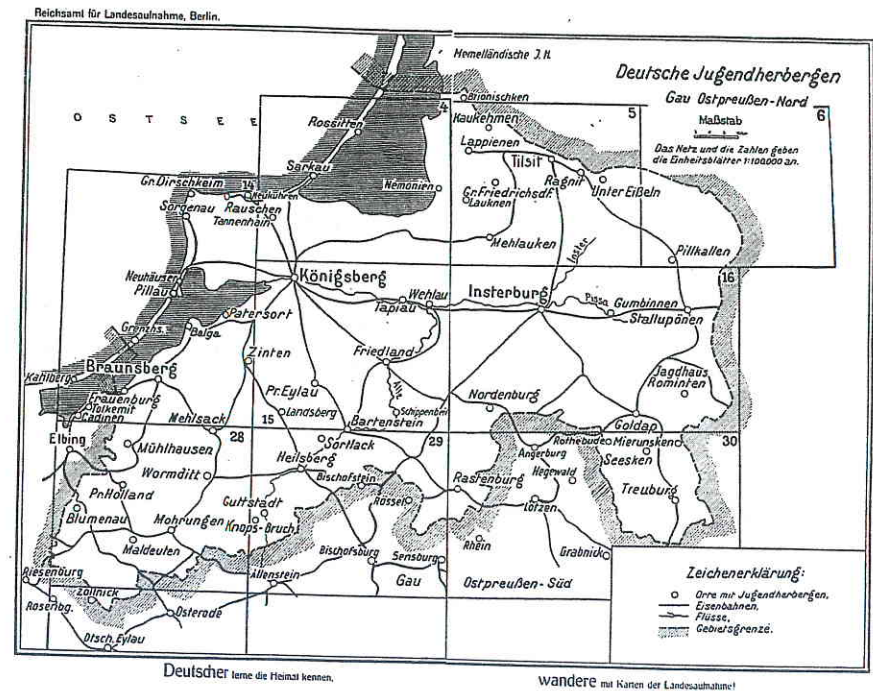 Reichsamt für Landesaufnahme, Berlin.
Memelländische J.H.
Deutsche Jugendherbergen
Gau Ostpreußen-Nord
Maßstab
Das Netz und die Zahlen geben
die Einheitsblätter 1:100000 an.
OSTSEE
4
5
6
Brionischken
Kaukehmen
Rossitten
Lappienen
Tilsit
Ragnit
Unter Eißeln
Sarkau
Nemonien
Gr. Friedrichsdf.
Lauknen
Gr. Dirschkeim
14
Neukuhren
Rauschen
Sorgenau
Tannenhain
Mehlauken
Pillkallen
Inster
16
Neuhäuser
Pillau
Königsberg
Wehlau
Tapiau
Insterburg
Pissa
Gumbinnen
Stallupönen
Patersort
Balga
Grenzhs.
Zinten
Friedland
Alle
Kahlberg
Braunsberg
Frauenburg
Tolkemit
Cadinen
Pr. Eylau
Jagdhaus
Rominten
Nordenburg
Mehlsack
15
Landsberg
Schippenbeil
Bartenstein
Goldap
Elbing
28
29
30
Mühlhausen
Sortlack
Angerburg
Rothebude
Mierunsken
Seesken
Heilsberg
Wormditt
Bischofstein
Rastenburg
Hegewald
Treuburg
Pr. Holland
Guttstadt
Rössel
Lötzen
Blumenau
Mohrungen
Knops-Bruch
Maldeuten
Bischofsburg
Sensburg
Rhein
Grabnick
Riesenburg
Zollnick
Allenstein
Gau
Ostpreußen-Süd
Rosenbg.
Osterode
Dtsch. Eylau
Zeichenerklärung:
Orte mit Jugendherbergen,
Eisenbahnen,
Flüsse,
Gebietsgrenze.
Deutscher lerne die Heimat kennen,
wandere mit Karten der Landesaufnahme!